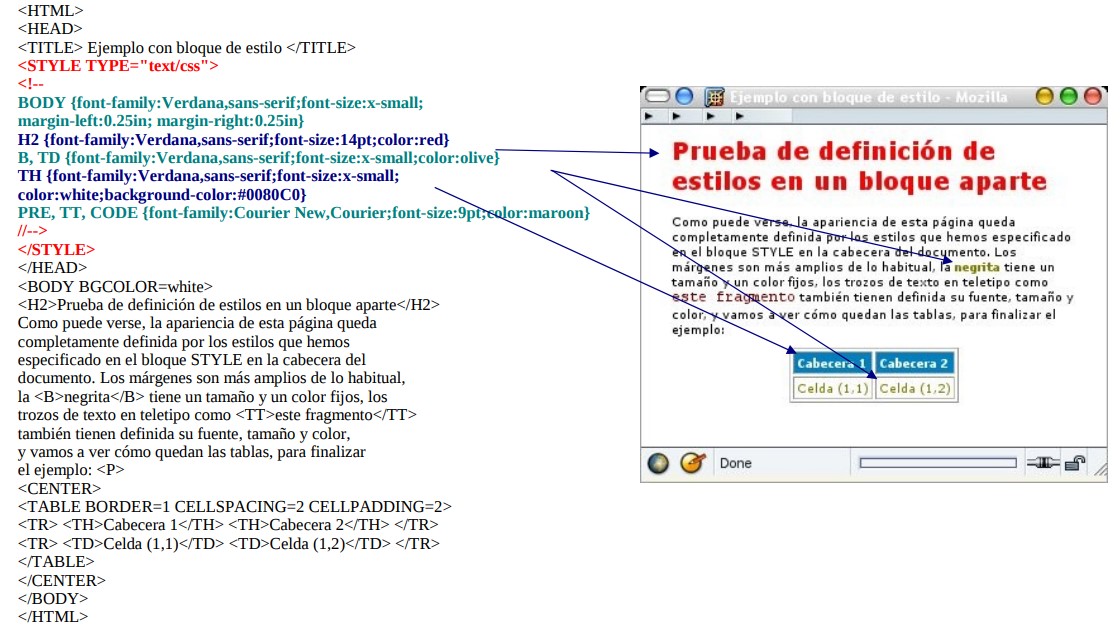 <HTML>
<HEAD>
<TITLE> Ejemplo con bloque de estilo </TITLE>
<STYLE TYPE="text/css">
<!--
BODY {font-family:Verdana,sans-serif;font-size:x-small;
margin-left:0.25in; margin-right:0.25in}
H2 {font-family:Verdana,sans-serif;font-size:14pt;color:red}
B, TD {font-family:Verdana,sans-serif;font-size:x-small;color:olive}
TH {font-family:Verdana,sans-serif;font-size:x-small;
color:white;background-color:#0080C0}
PRE, TT, CODE {font-family:Courier New,Courier;font-size:9pt;color:maroon}
//-->
</STYLE>
</HEAD>
<BODY BGCOLOR=white>
<H2>Prueba de definición de estilos en un bloque aparte</H2>
Como puede verse, la apariencia de esta página queda
completamente definida por los estilos que hemos
especificado en el bloque STYLE en la cabecera del
documento. Los márgenes son más amplios de lo habitual,
la <B>negrita</B> tiene un tamaño y un color fijos, los
trozos de texto en teletipo como <TT>este fragmento</TT>
también tienen definida su fuente, tamaño y color,
y vamos a ver cómo quedan las tablas, para finalizar
el ejemplo: <P>
<CENTER>
<TABLE BORDER=1 CELLSPACING=2 CELLPADDING=2>
<TR> <TH>Cabecera 1</TH> <TH>Cabecera 2</TH> </TR>
<TR> <TD>Celda (1,1)</TD> <TD>Celda (1,2)</TD> </TR>
</TABLE>
</CENTER>
</BODY>
</HTML>
Ejemplo con bloque de estilo - Mozilla
Prueba de definición de
estilos en un bloque aparte
Como puede verse, la apariencia de esta página queda
completamente definida por los estilos que hemos especificado
en el bloque STYLE en la cabecera del documento. Los
márgenes son más amplios de lo habitual, la negrita tiene un
tamaño y un color fijos, los trozos de texto en teletipo como
este fragmento también tienen definida su fuente, tamaño y
color, y vamos a ver cómo quedan las tablas, para finalizar el
ejemplo:
Cabecera 1 Cabecera 2
Celda (1,1) Celda (1,2)
Done